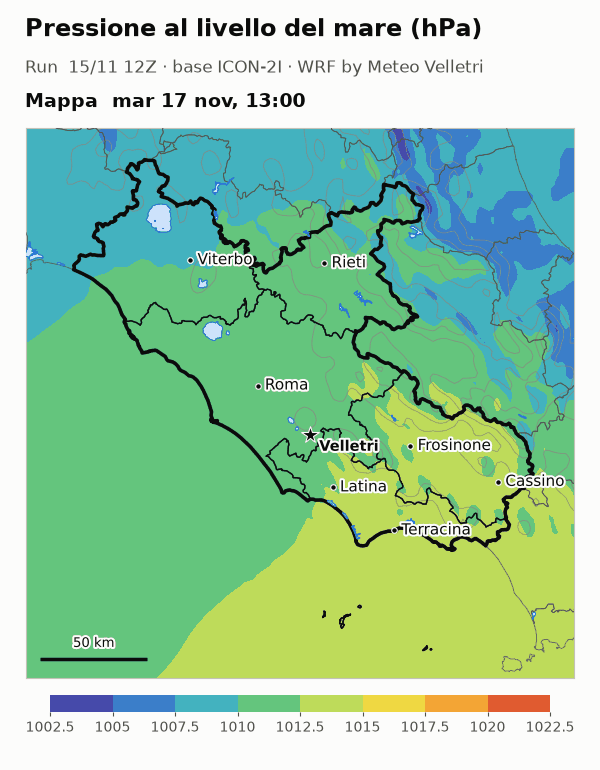 Pressione al livello del mare (hPa)
Run  15/11 12Z · base ICON-2I · WRF by Meteo Velletri
Mappa  mar 17 nov, 13:00
Viterbo
Rieti
Roma
Velletri
Frosinone
Cassino
Latina
Terracina
50 km
1002.5 1005 1007.5 1010 1012.5 1015 1017.5 1020 1022.5